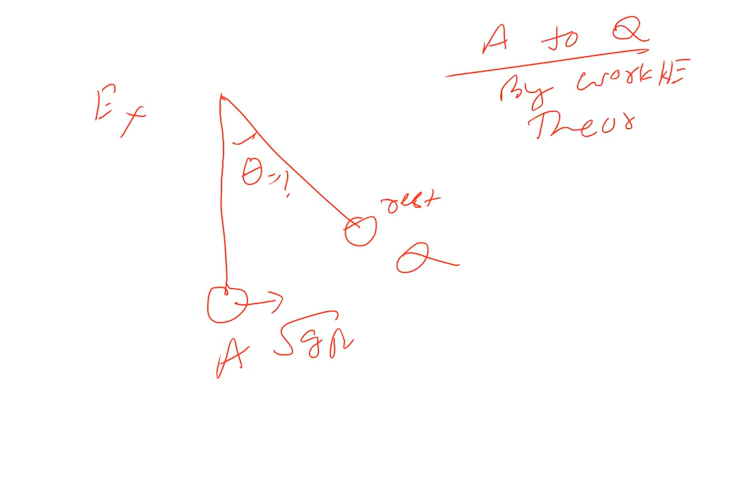 A to Q
By work KE
Theor
Ex
θ = ?
rest
Q
A √gR